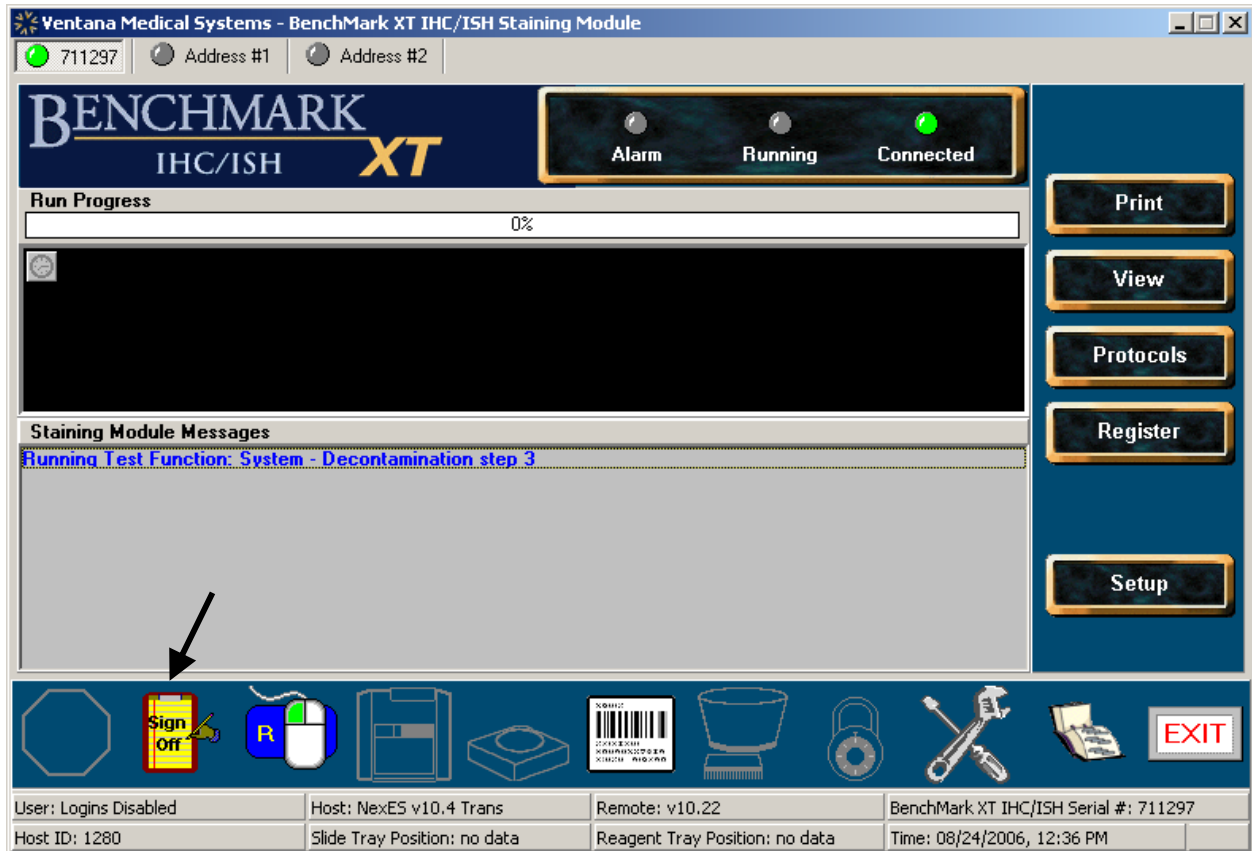 Ventana Medical Systems - BenchMark XT IHC/ISH Staining Module
711297 Address #1 Address #2
BENCHMARK
IHC/ISH XT
Alarm Running Connected
Run Progress
0%
Print
View
Protocols
Register
Setup
Staining Module Messages
Running Test Function: System - Decontamination step 3
Sign
Off
R
EXIT
User: Logins Disabled Host: NexES v10.4 Trans Remote: v10.22 BenchMark XT IHC/ISH Serial #: 711297
Host ID: 1280 Slide Tray Position: no data Reagent Tray Position: no data Time: 08/24/2006, 12:36 PM